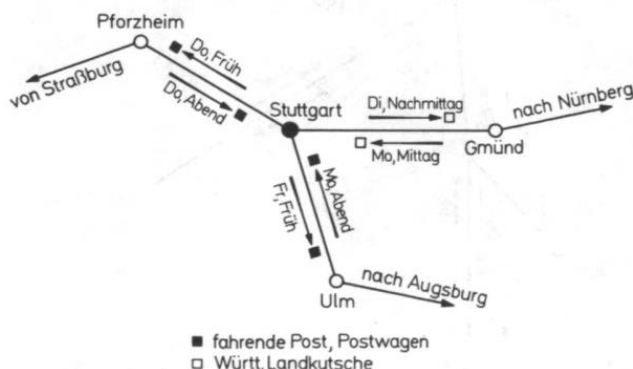 Pforzheim
Do, Früh
von Straßburg
Do, Abend
Stuttgart
Di, Nachmittag
nach Nürnberg
Mo, Mittag
Gmünd
Fr, Früh
Mo, Abend
nach Augsburg
Ulm
fahrende Post, Postwagen
Württ. Landkutsche